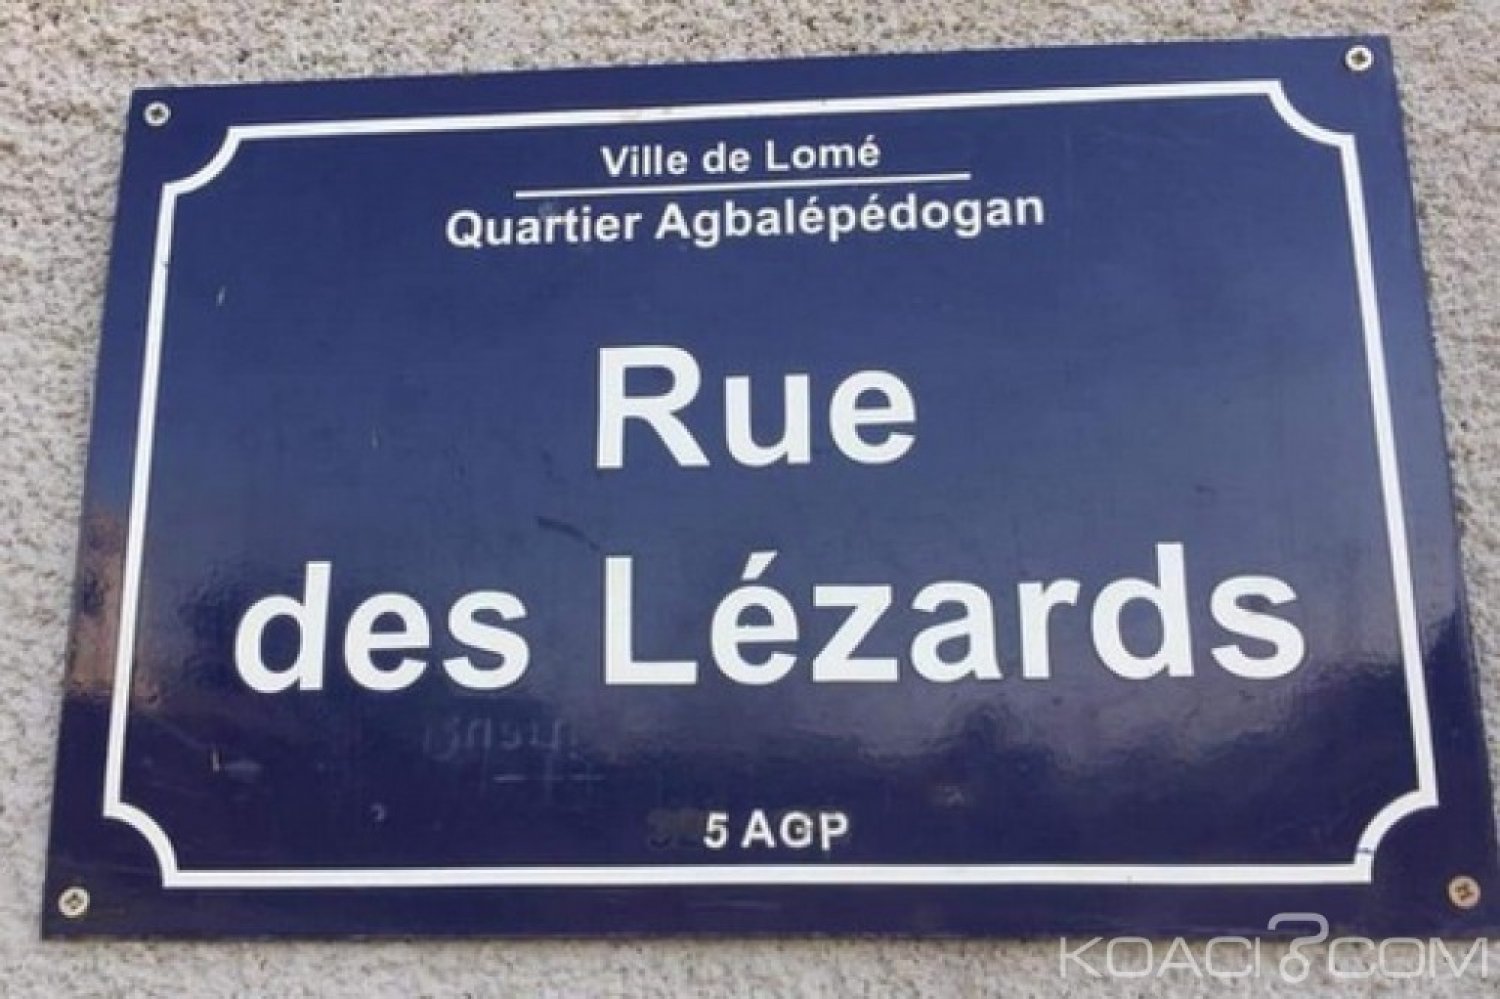 Ville de Lomé
Quartier Agbalépédogan
Rue
des Lézards
5 AGP
KOACI.COM